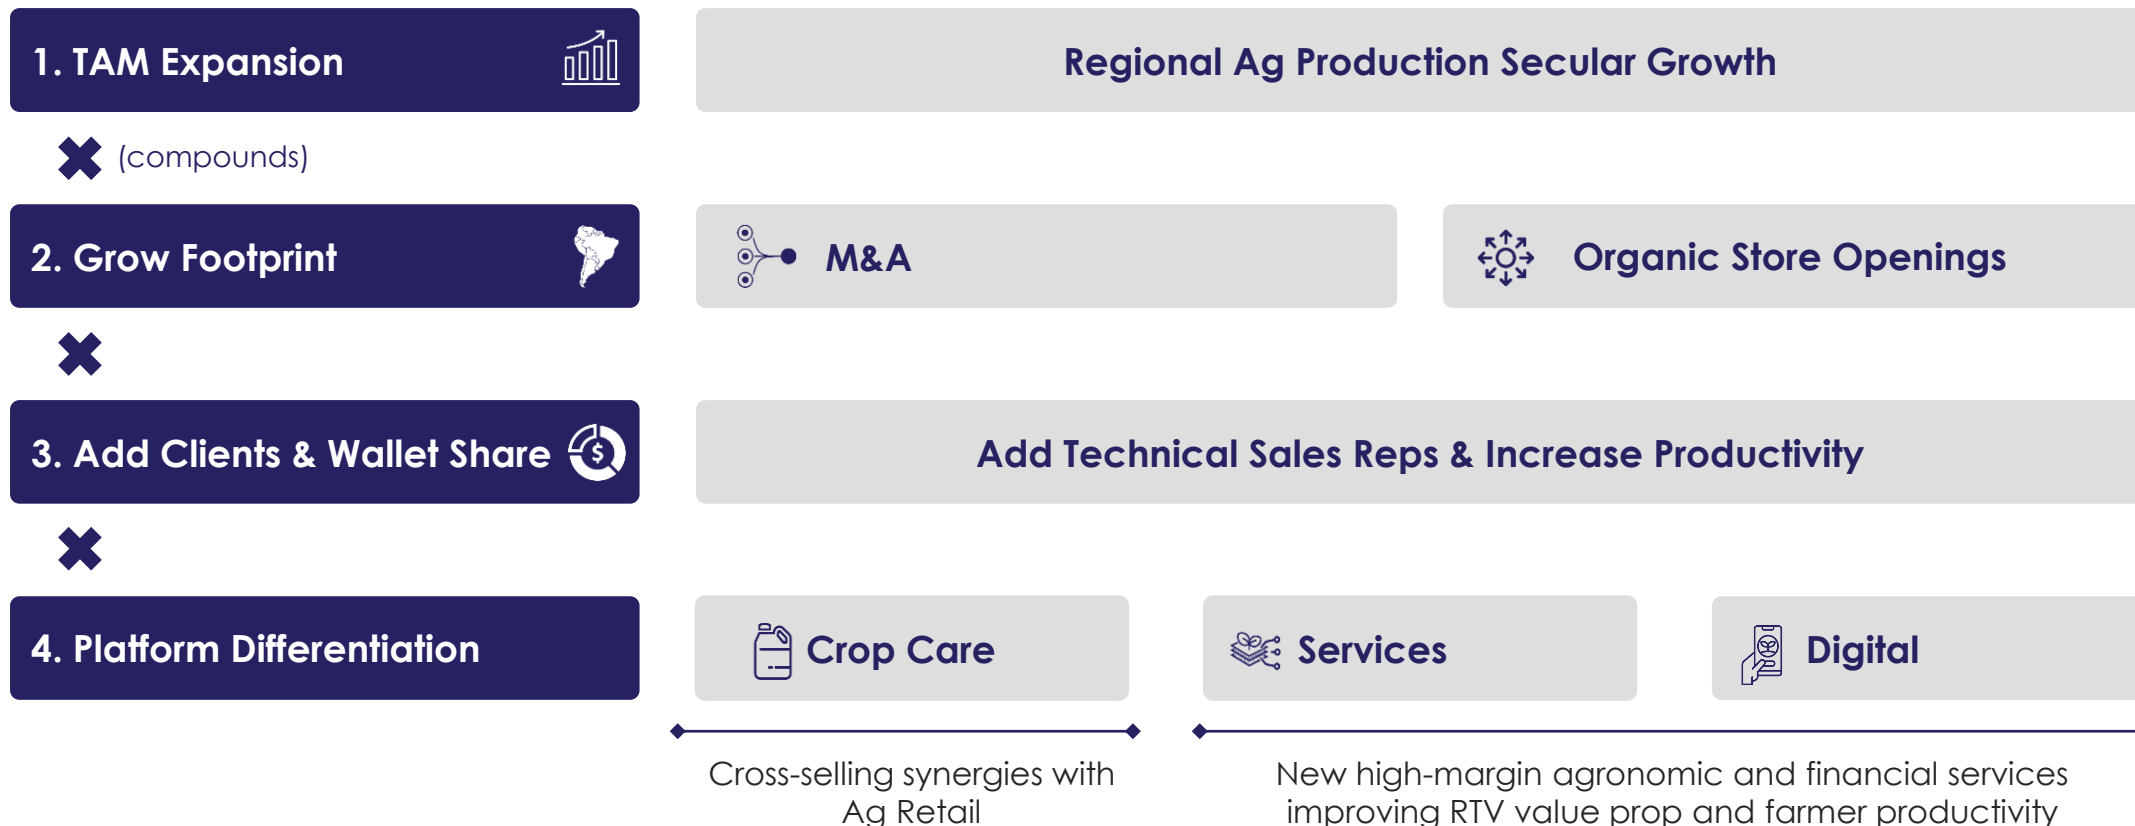 1. TAM Expansion
Regional Ag Production Secular Growth
(compounds)
2. Grow Footprint
M&A
Organic Store Openings
3. Add Clients & Wallet Share
$
Add Technical Sales Reps & Increase Productivity
4. Platform Differentiation
Crop Care
Services
Digital
Cross-selling synergies with
Ag Retail
New high-margin agronomic and financial services
improving RTV value prop and farmer productivity